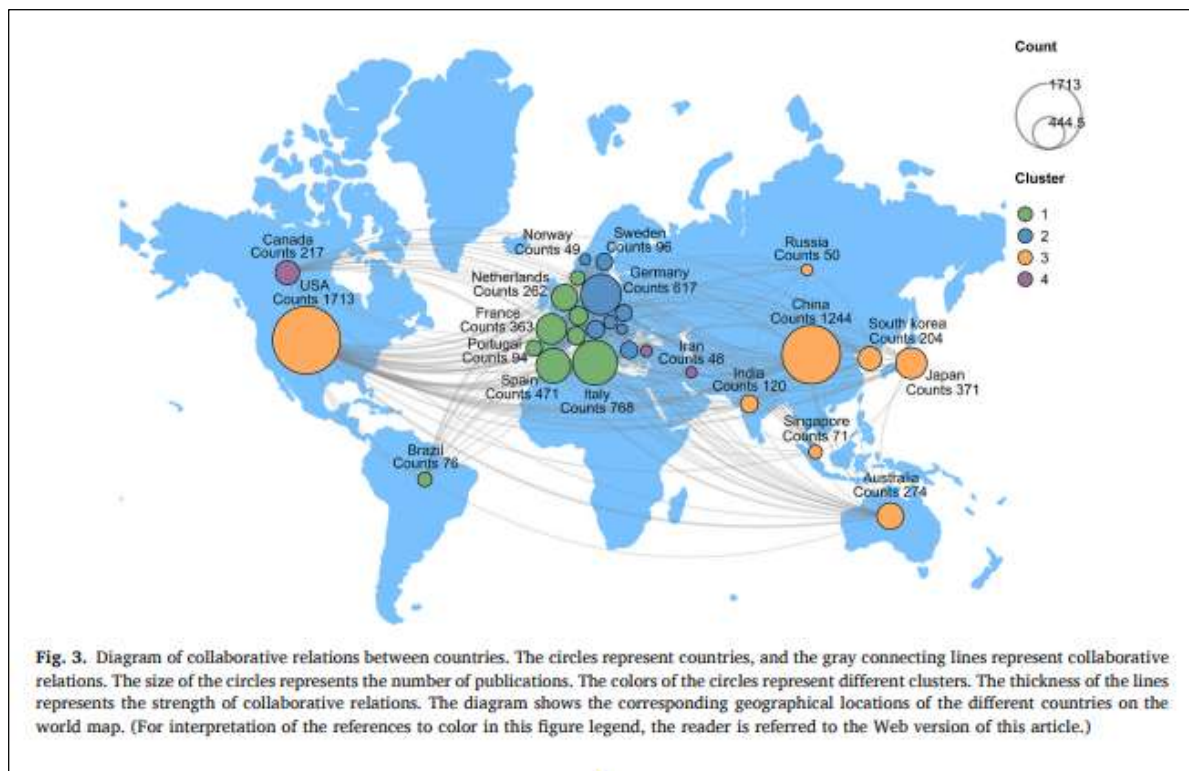 Count
1713
444.5
Cluster
1
2
3
4
Canada
Counts 217
USA
Counts 1713
Norway
Counts 49
Sweden
Counts 96
Netherlands
Counts 262
Germany
Counts 617
France
Counts 363
Portugal
Counts 94
Spain
Counts 471
Italy
Counts 768
Iran
Counts 46
Russia
Counts 50
China
Counts 1244
South korea
Counts 204
Japan
Counts 371
India
Counts 120
Singapore
Counts 71
Australia
Counts 274
Brazil
Counts 76
Fig. 3. Diagram of collaborative relations between countries. The circles represent countries, and the gray connecting lines represent collaborative
relations. The size of the circles represents the number of publications. The colors of the circles represent different clusters. The thickness of the lines
represents the strength of collaborative relations. The diagram shows the corresponding geographical locations of the different countries on the
world map. (For interpretation of the references to color in this figure legend, the reader is referred to the Web version of this article.)